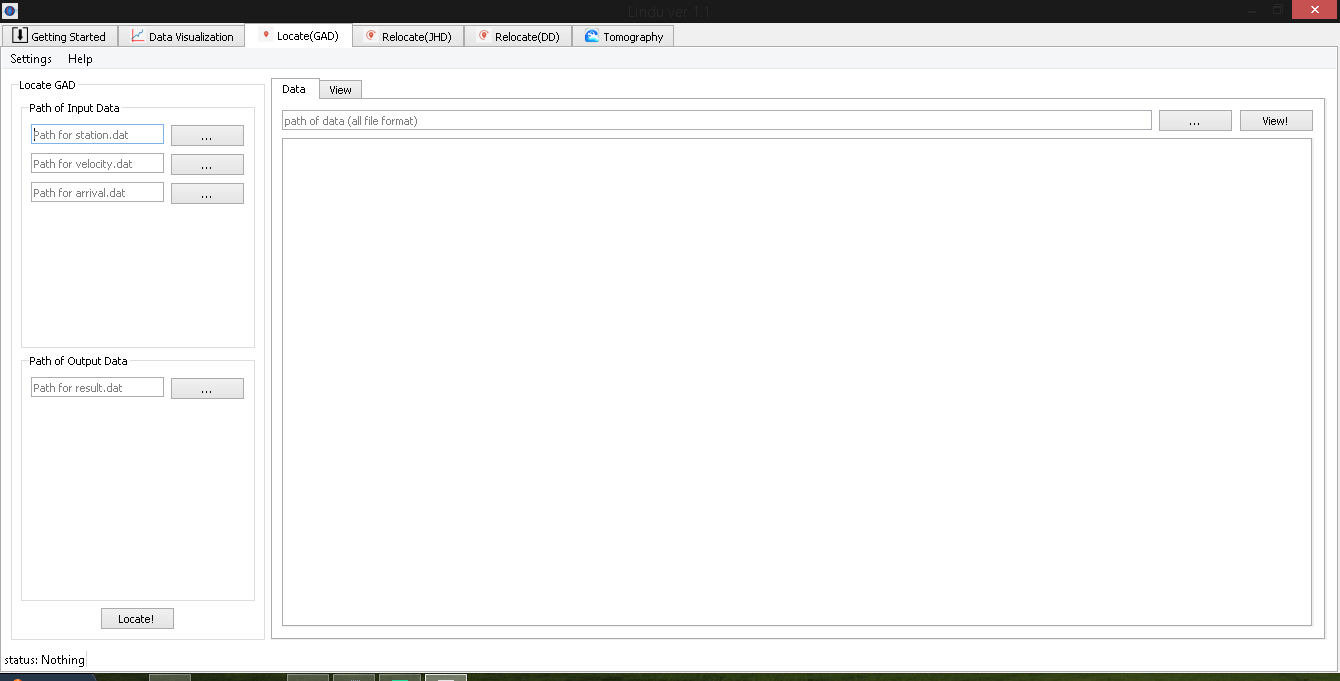 Lindu ver 1.1
Getting Started Data Visualization Locate(GAD) Relocate(JHD) Relocate(DD) Tomography
Settings Help
Locate GAD
Path of Input Data
Path for station.dat ...
Path for velocity.dat ...
Path for arrival.dat ...
Path of Output Data
Path for result.dat ...
Locate!
Data View
path of data (all file format) ... View!
status: Nothing